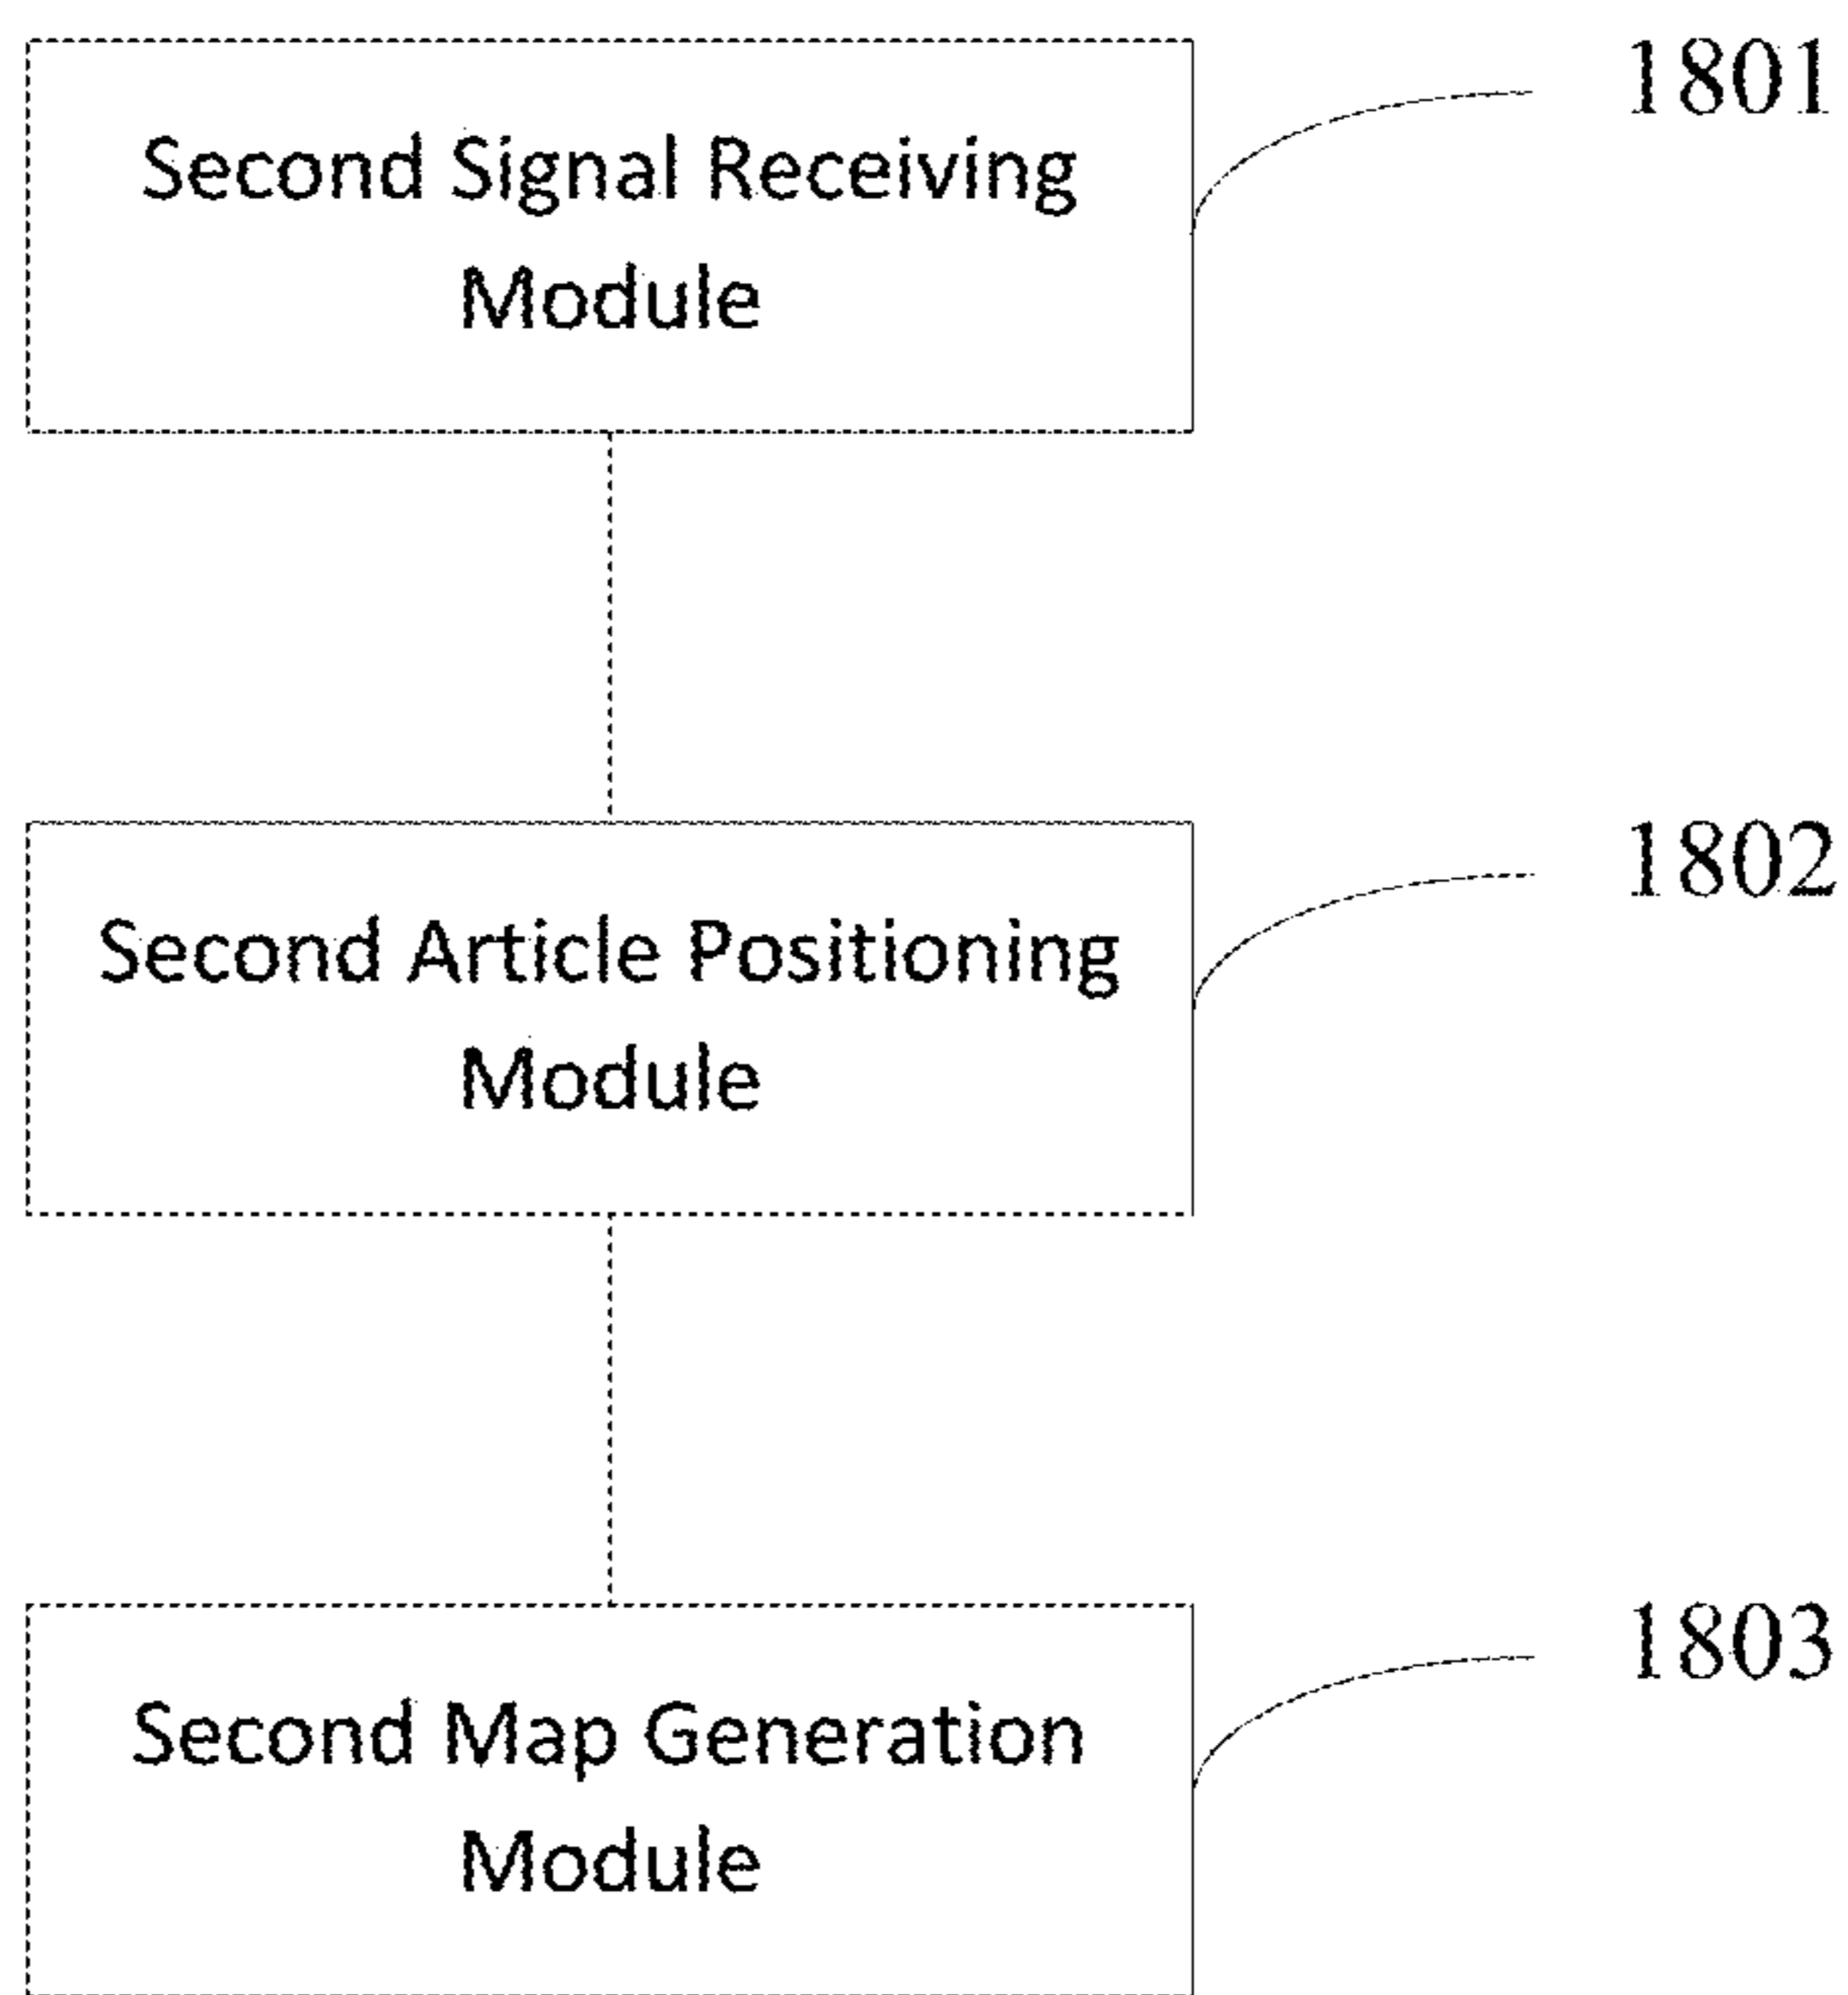 1801
Second Signal Receiving
Module
1802
Second Article Positioning
Module
1803
Second Map Generation
Module